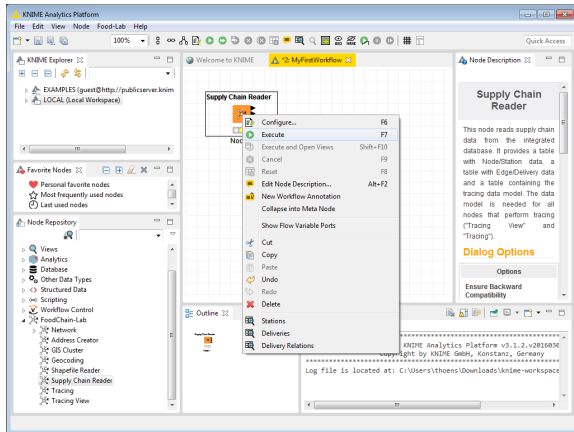 KNIME Analytics Platform
File Edit View Node Food-Lab Help
100%
Quick Access
KNIME Explorer
EXAMPLES (guest@http://publicserver.knim
LOCAL (Local Workspace)
Favorite Nodes
Personal favorite nodes
Most frequently used nodes
Last used nodes
Node Repository
Views
Analytics
Database
Other Data Types
Structured Data
Scripting
Workflow Control
FoodChain-Lab
Network
Address Creator
GIS Cluster
Geocoding
Shapefile Reader
Supply Chain Reader
Tracing
Tracing View
Welcome to KNIME
*2: MyFirstWorkflow
Supply Chain Reader
Configure... F6
Execute F7
Execute and Open Views Shift+F10
Cancel F9
Reset F8
Edit Node Description... Alt+F2
New Workflow Annotation
Collapse into Meta Node
Show Flow Variable Ports
Cut
Copy
Paste
Undo
Redo
Delete
Stations
Deliveries
Delivery Relations
Outline
KNIME Analytics Platform v3.1.2.v2016030
Copyright by KNIME GmbH, Konstanz, Germany
Log file is located at: C:\Users\thoens\Downloads\knime-workspace
Node Description
Supply Chain
Reader
This node reads supply chain
data from the integrated
database. It provides a table
with Node/Station data, a
table with Edge/Delivery data
and a table containing the
tracing data model. The data
model is needed for all
nodes that perform tracing
("Tracing View" and
"Tracing").
Dialog Options
Options
Ensure Backward
Compatibility